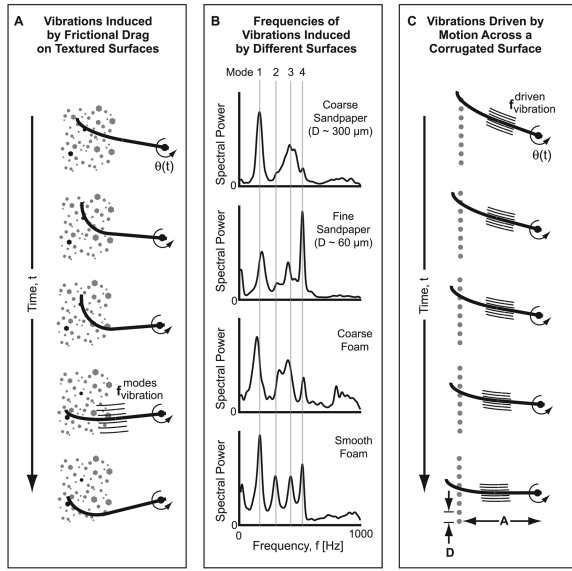 A Vibrations Induced
by Frictional Drag
on Textured Surfaces
Time, t
θ(t)
f modes
vibration
B Frequencies of
Vibrations Induced
by Different Surfaces
Mode 1 2 3 4
Spectral Power
0
Coarse
Sandpaper
(D ~ 300 µm)
Spectral Power
0
Fine
Sandpaper
(D ~ 60 µm)
Spectral Power
0
Coarse
Foam
Spectral Power
0
Smooth
Foam
0 1000
Frequency, f [Hz]
C Vibrations Driven by
Motion Across a
Corrugated Surface
Time, t
f driven
vibration
θ(t)
A
D